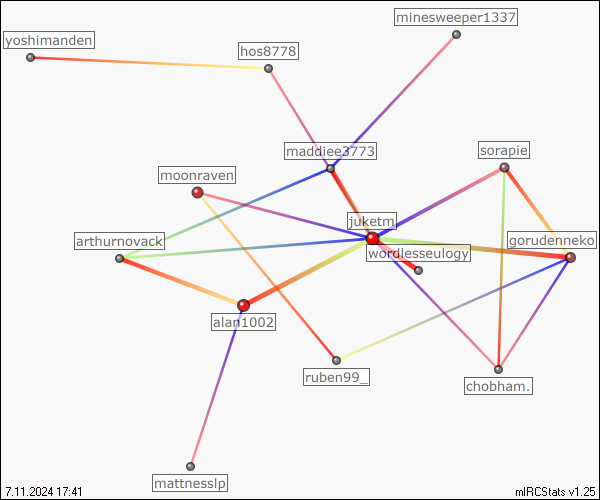 minesweeper1337
yoshimanden
hos8778
maddiee3773
sorapie
moonraven
juketm
arthurnovack
gorudenneko
wordlesseulogy
alan1002
ruben99_
chobham.
mattnesslp
7.11.2024 17:41
mIRCStats v1.25